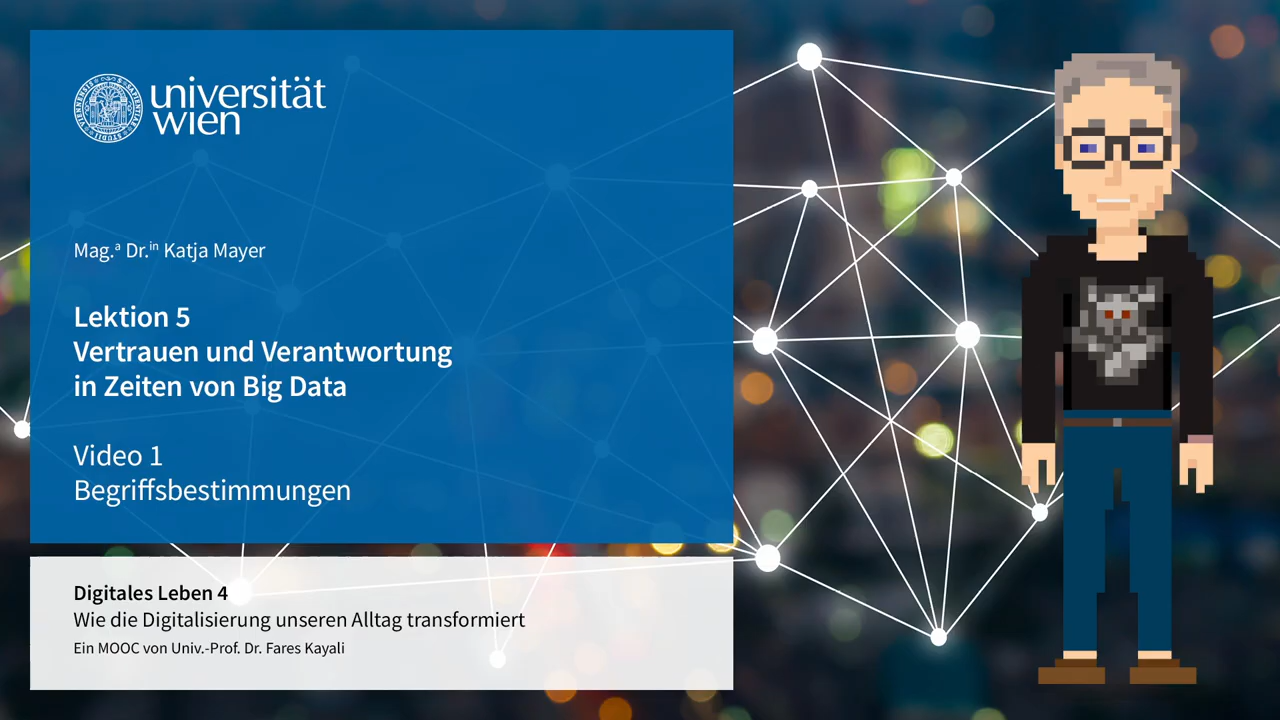 universität
wien
Mag.ᵃ Dr.ⁱⁿ Katja Mayer
Lektion 5
Vertrauen und Verantwortung
in Zeiten von Big Data
Video 1
Begriffsbestimmungen
Digitales Leben 4
Wie die Digitalisierung unseren Alltag transformiert
Ein MOOC von Univ.-Prof. Dr. Fares Kayali